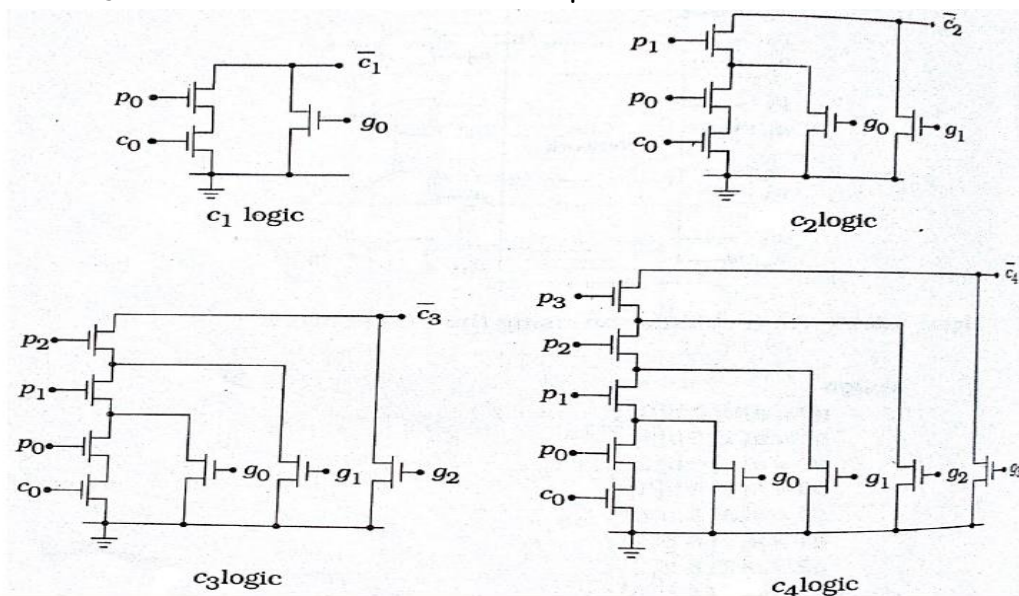 c̅₁
p₀
c₀
g₀
c₁ logic
c̅₂
p₁
p₀
c₀
g₀
g₁
c₂logic
c̅₃
p₂
p₁
p₀
c₀
g₀
g₁
g₂
c₃logic
c̅₄
p₃
p₂
p₁
p₀
c₀
g₀
g₁
g₂
c₄logic